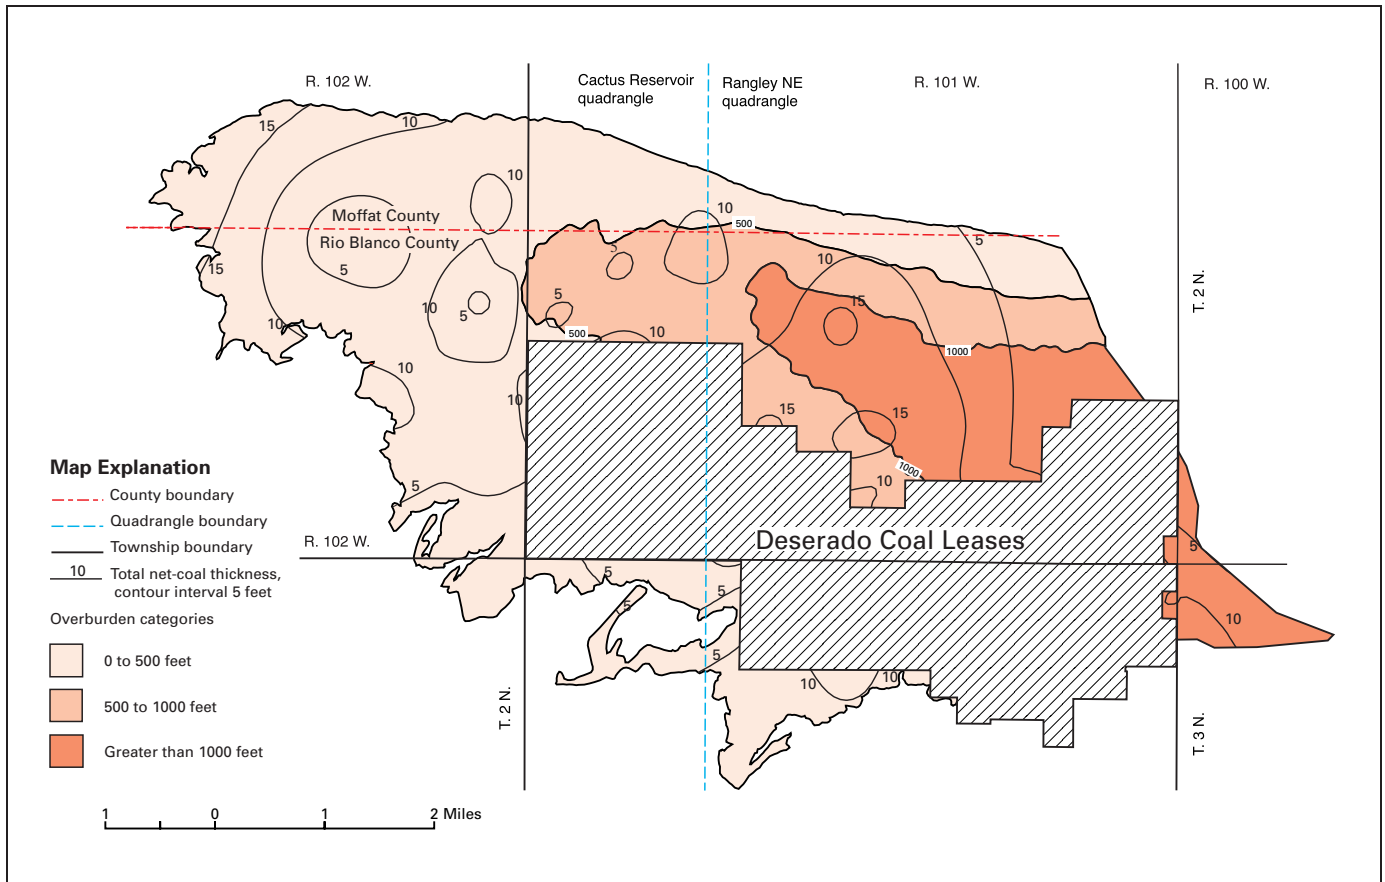 R. 102 W.
Cactus Reservoir
quadrangle
Rangley NE
quadrangle
R. 101 W.
R. 100 W.
15
10
10
10
Moffat County
500
5
Rio Blanco County
5
10
15
5
T. 2 N.
5
15
10
5
10
500
10
1000
10
10
15
15
Map Explanation
1000
10
5
County boundary
Quadrangle boundary
Deserado Coal Leases
R. 102 W.
Township boundary
5
10
Total net-coal thickness,
contour interval 5 feet
5
5
5
10
Overburden categories
5
0 to 500 feet
10
10
500 to 1000 feet
T. 2 N.
T. 3 N.
Greater than 1000 feet
1
0
1
2 Miles